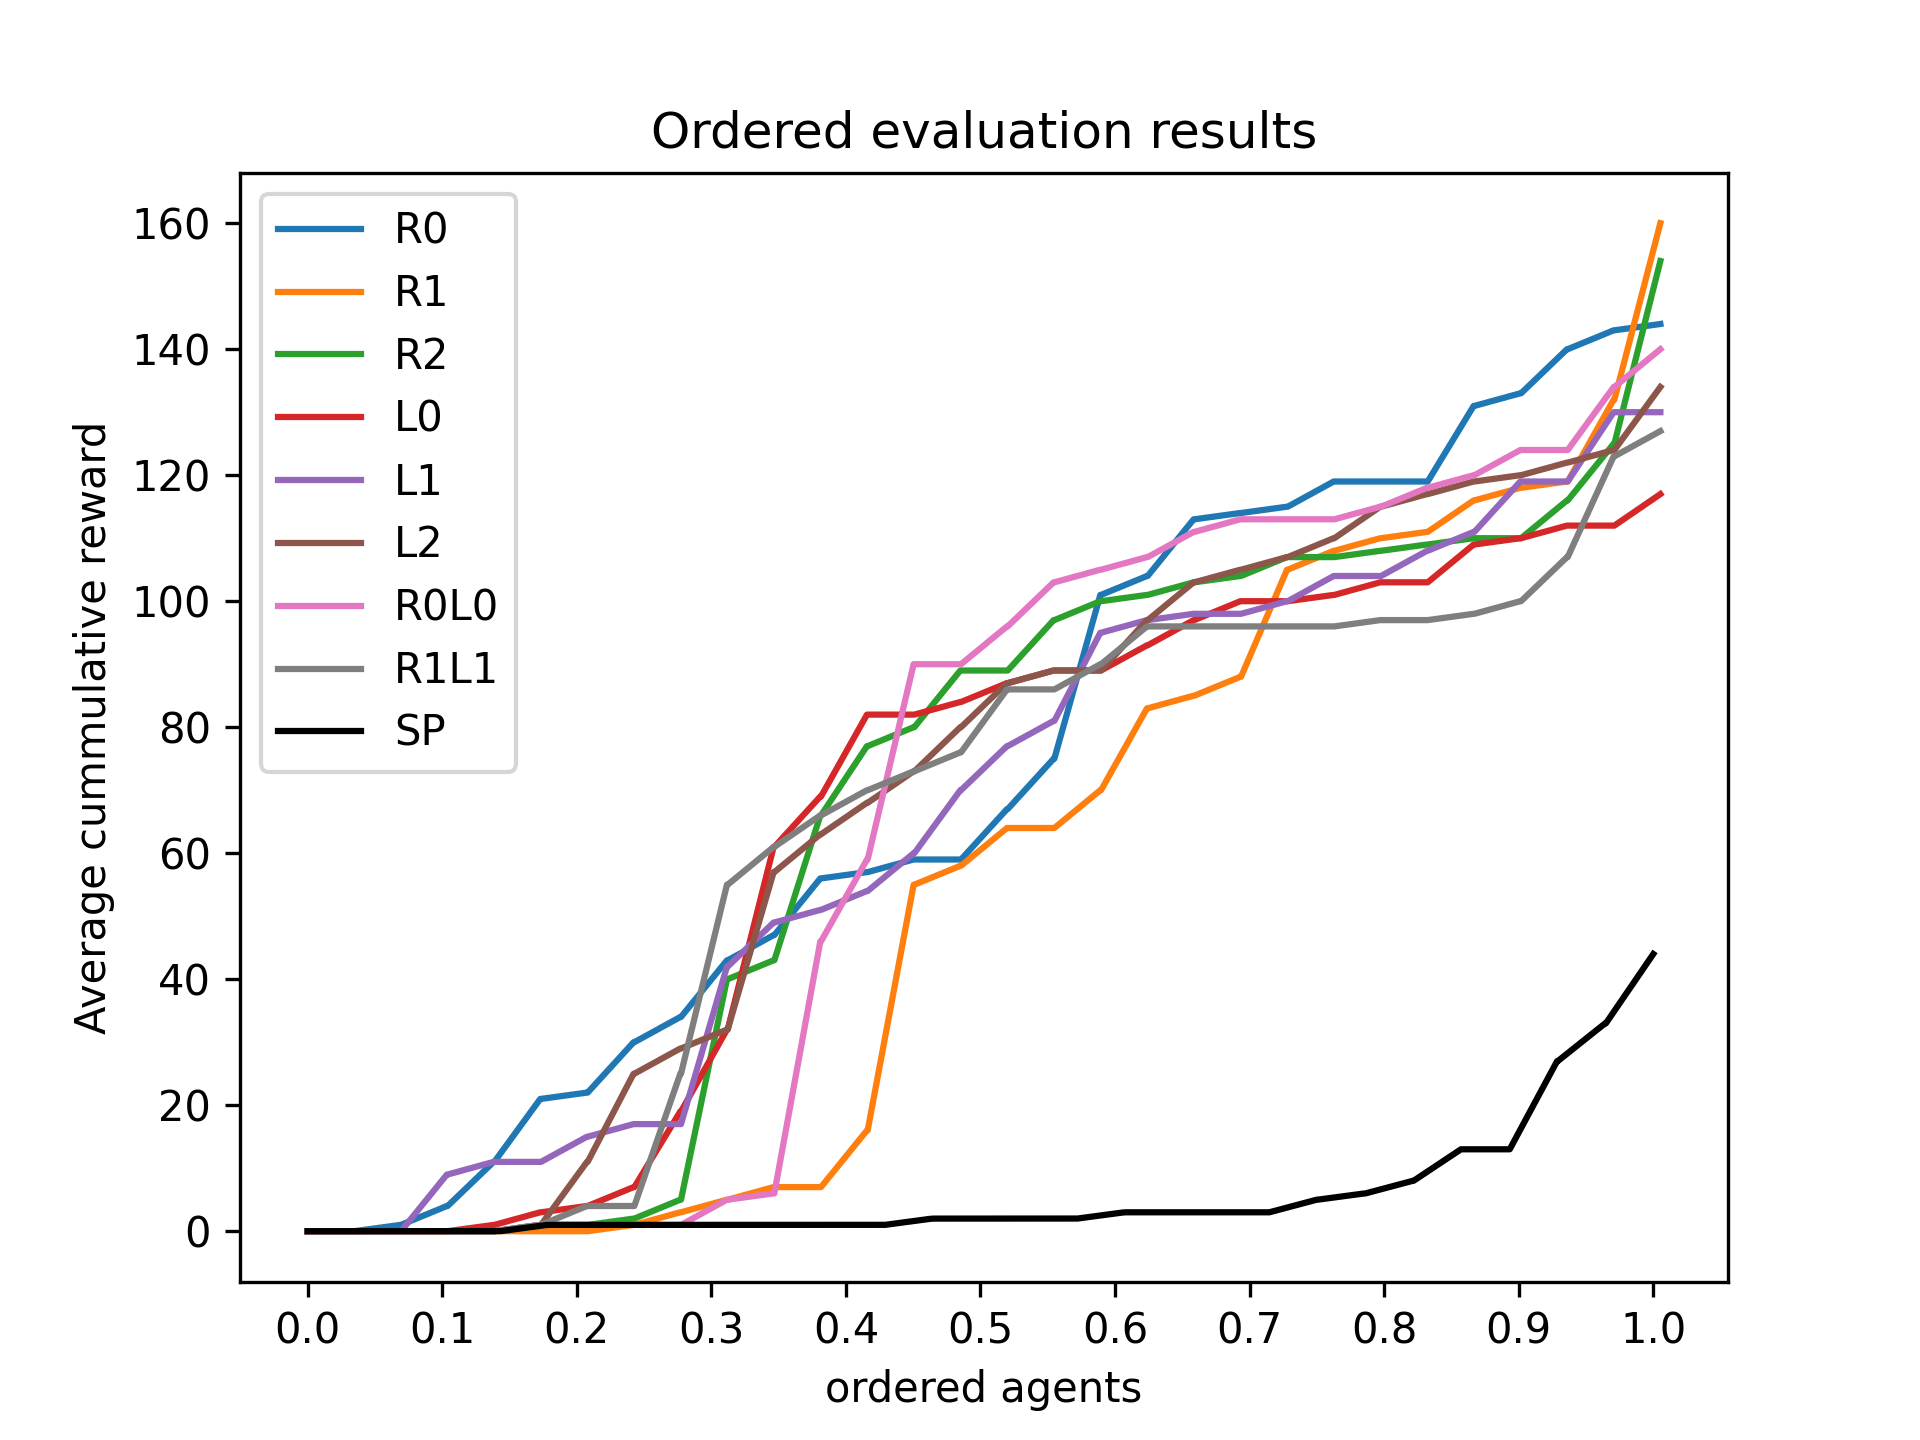 Ordered evaluation results
Average cummulative reward
160
140
120
100
80
60
40
20
0
R0
R1
R2
L0
L1
L2
R0L0
R1L1
SP
0.0 0.1 0.2 0.3 0.4 0.5 0.6 0.7 0.8 0.9 1.0
ordered agents